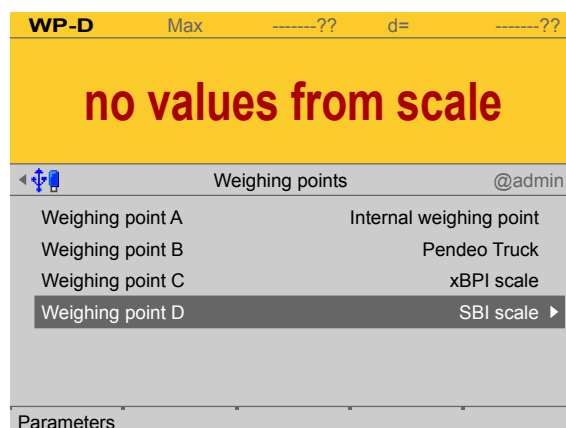 WP-D Max -------?? d= -------??
no values from scale
Weighing points @admin
Weighing point A Internal weighing point
Weighing point B Pendeo Truck
Weighing point C xBPI scale
Weighing point D SBI scale
Parameters